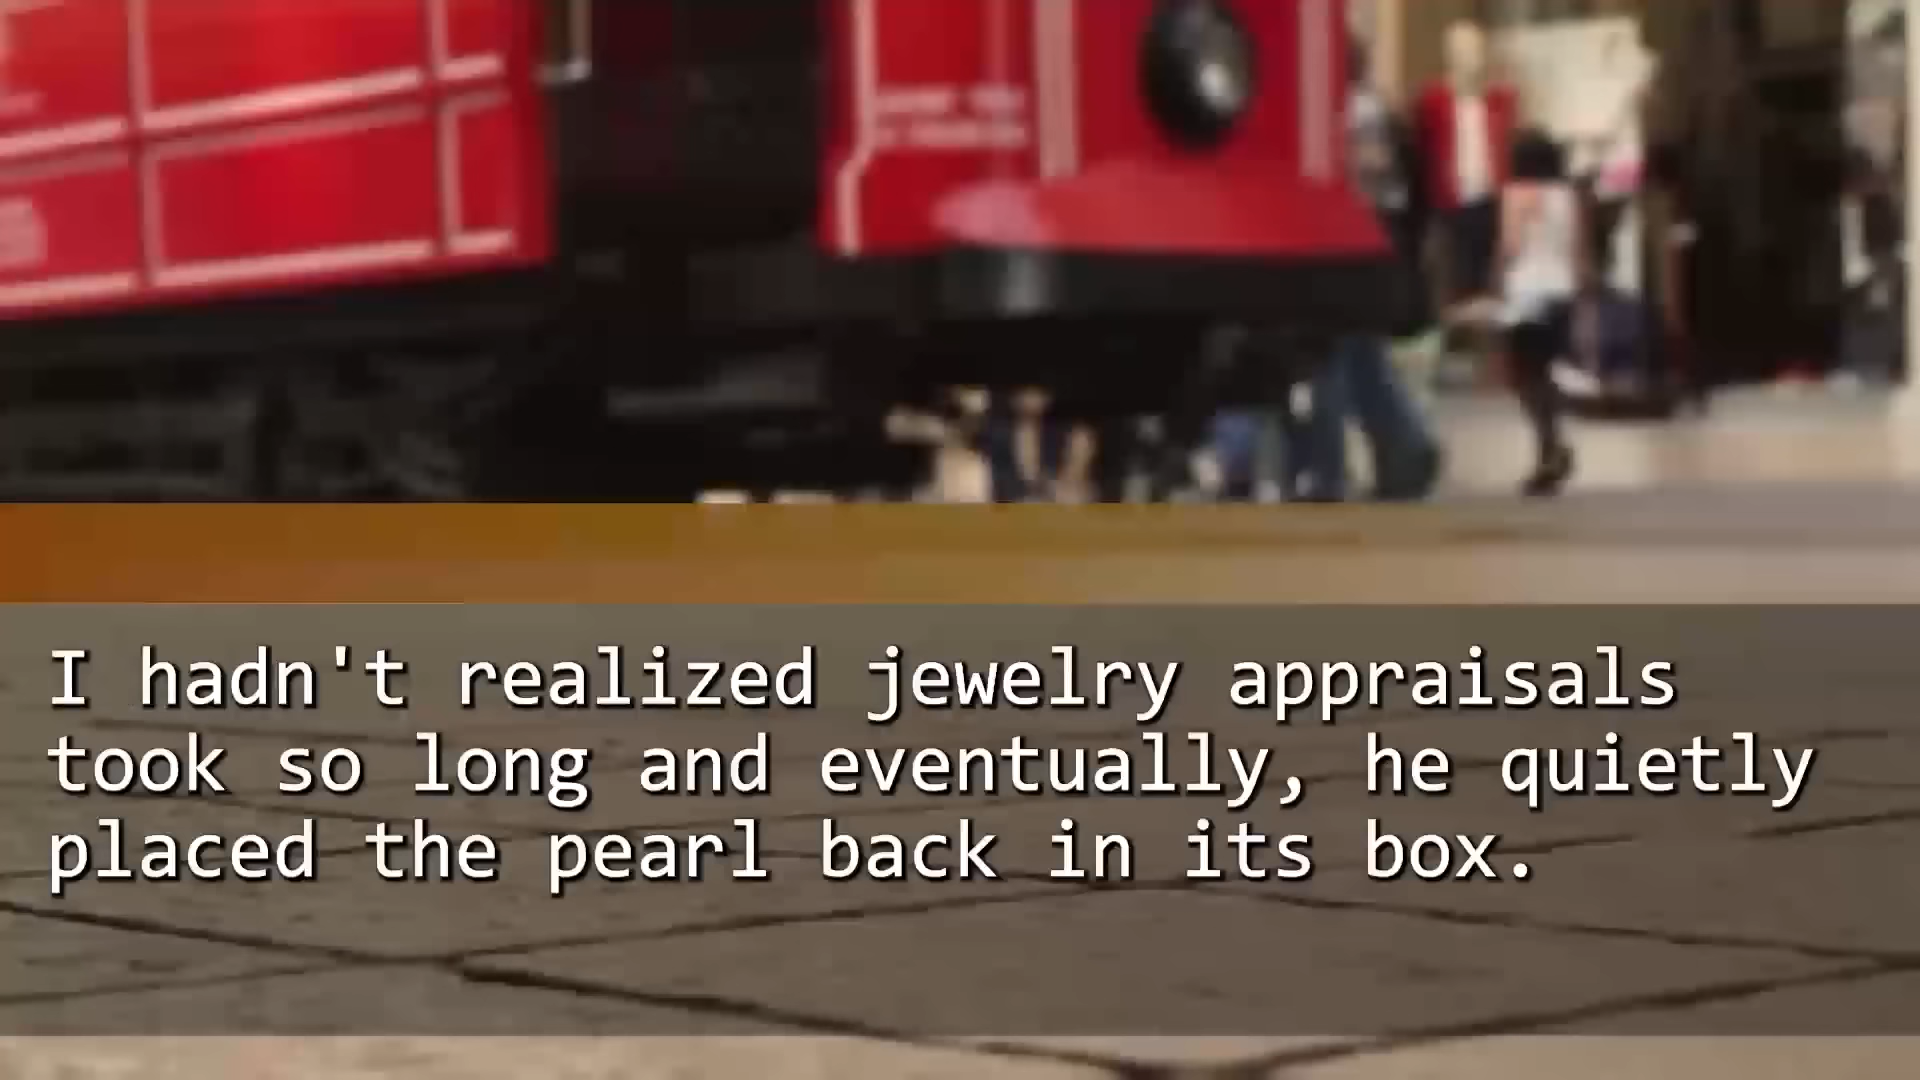 I hadn't realized jewelry appraisals
took so long and eventually, he quietly
placed the pearl back in its box.